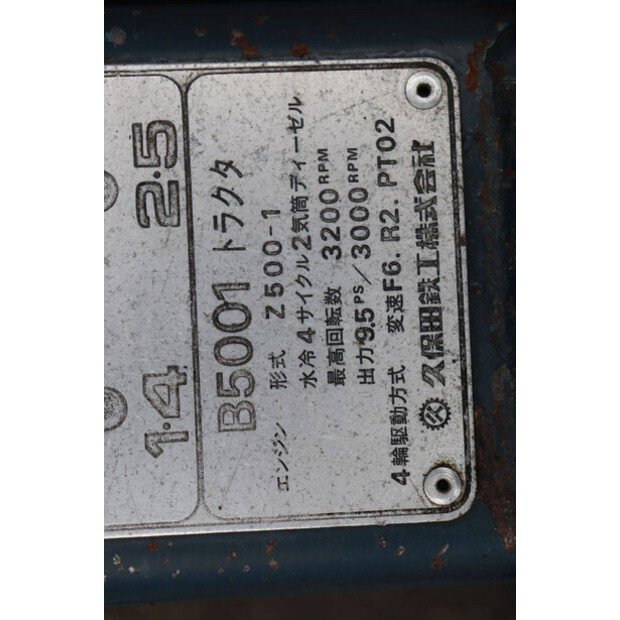 1.4 2.5
B5001 トラクタ
エンジン 形式 Z500-1
水冷4サイクル2気筒ディーゼル
最高回転数 3200RPM
出力9.5PS/3000RPM
4輪駆動方式 変速F6. R2. PT02
久保田鉄工株式会社